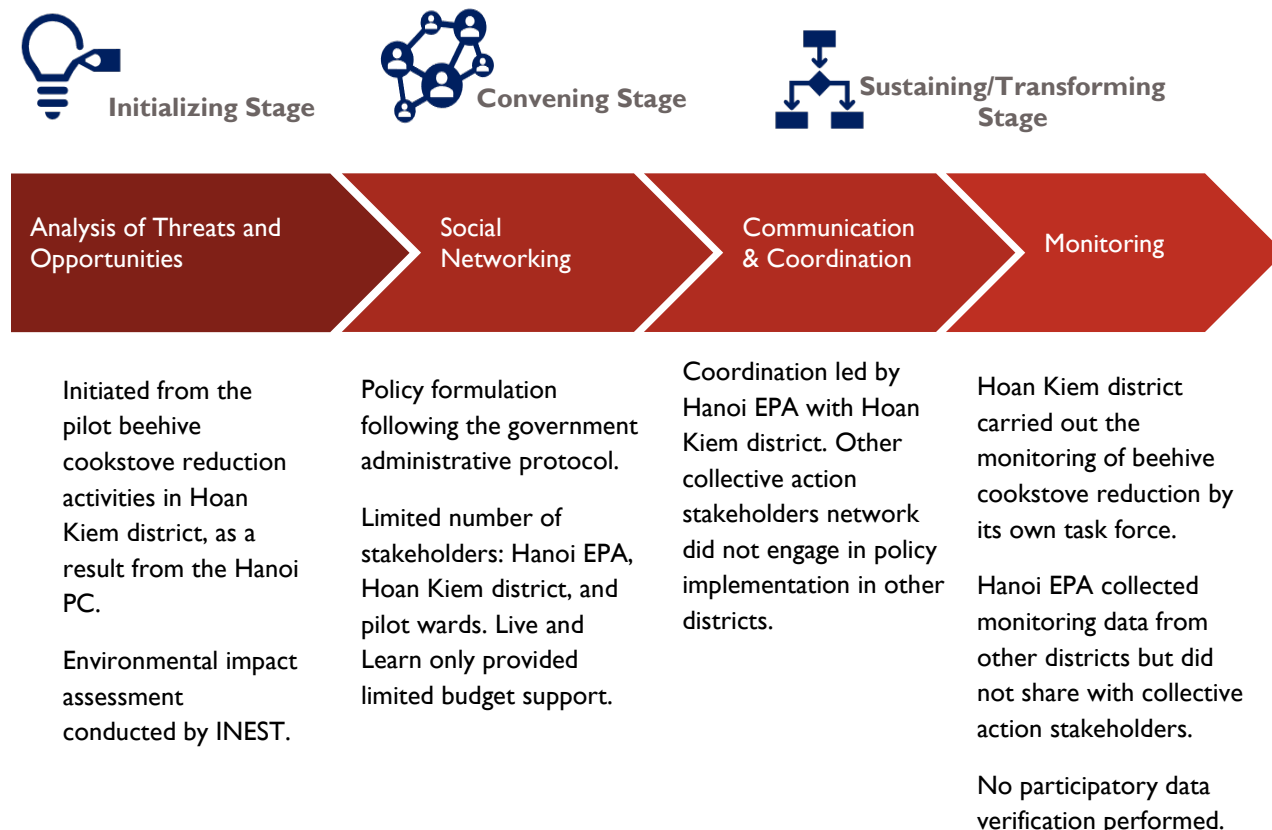 Initializing Stage
Convening Stage
Sustaining/Transforming
Stage
Analysis of Threats and
Opportunities
Social
Networking
Communication
& Coordination
Monitoring
Initiated from the
pilot beehive
cookstove reduction
activities in Hoan
Kiem district, as a
result from the Hanoi
PC.
Environmental impact
assessment
conducted by INEST.
Policy formulation
following the government
administrative protocol.
Limited number of
stakeholders: Hanoi EPA,
Hoan Kiem district, and
pilot wards. Live and
Learn only provided
limited budget support.
Coordination led by
Hanoi EPA with Hoan
Kiem district. Other
collective action
stakeholders network
did not engage in policy
implementation in other
districts.
Hoan Kiem district
carried out the
monitoring of beehive
cookstove reduction by
its own task force.
Hanoi EPA collected
monitoring data from
other districts but did
not share with collective
action stakeholders.
No participatory data
verification performed.